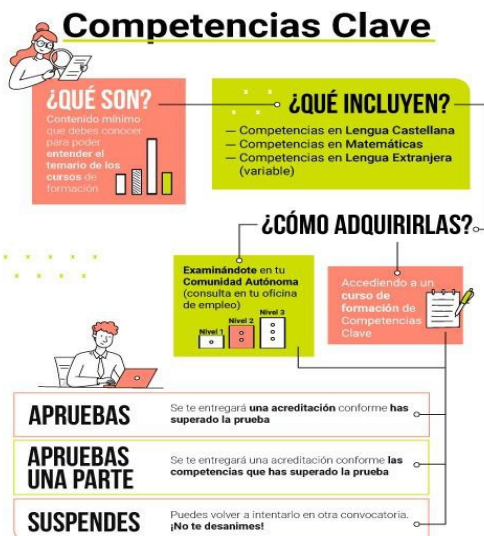 Competencias Clave
¿QUÉ SON?
Contenido mínimo
que debes conocer
para poder
entender el
temario de los
cursos de
formación
¿QUÉ INCLUYEN?
— Competencias en Lengua Castellana
— Competencias en Matemáticas
— Competencias en Lengua Extranjera
(variable)
¿CÓMO ADQUIRIRLAS?
Examinándote en tu
Comunidad Autónoma
(consulta en tu oficina
de empleo)
Nivel 1
Nivel 2
Nivel 3
Accediendo a un
curso de
formación de
Competencias
Clave
APRUEBAS
Se te entregará una acreditación conforme has
superado la prueba
APRUEBAS
UNA PARTE
Se te entregará una acreditación conforme las
competencias que has superado la prueba
SUSPENDES
Puedes volver a intentarlo en otra convocatoria.
¡No te desanimes!